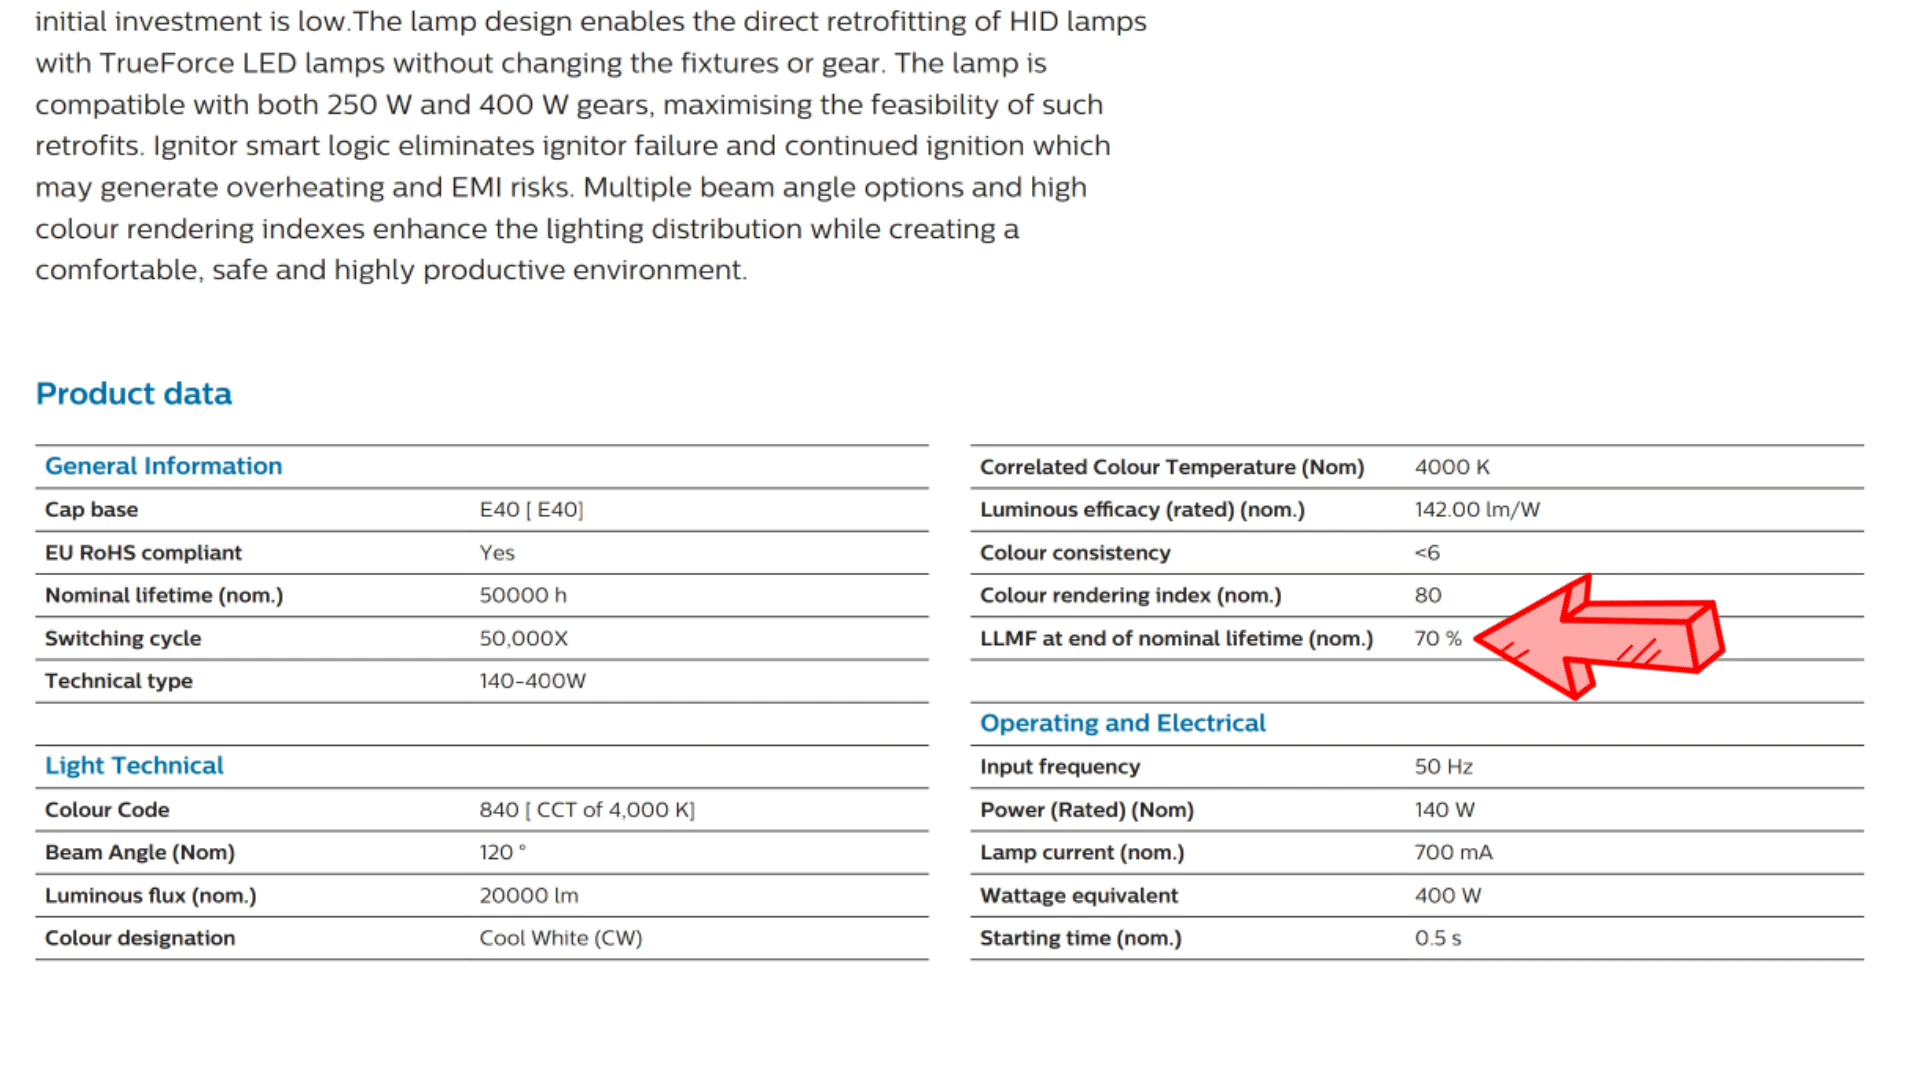 initial investment is low.The lamp design enables the direct retrofitting of HID lamps
with TrueForce LED lamps without changing the fixtures or gear. The lamp is
compatible with both 250 W and 400 W gears, maximising the feasibility of such
retrofits. Ignitor smart logic eliminates ignitor failure and continued ignition which
may generate overheating and EMI risks. Multiple beam angle options and high
colour rendering indexes enhance the lighting distribution while creating a
comfortable, safe and highly productive environment.
Product data
General Information
Cap base E40 [ E40]
EU RoHS compliant Yes
Nominal lifetime (nom.) 50000 h
Switching cycle 50,000X
Technical type 140-400W
Light Technical
Colour Code 840 [ CCT of 4,000 K]
Beam Angle (Nom) 120 °
Luminous flux (nom.) 20000 lm
Colour designation Cool White (CW)
Correlated Colour Temperature (Nom) 4000 K
Luminous efficacy (rated) (nom.) 142.00 lm/W
Colour consistency <6
Colour rendering index (nom.) 80
LLMF at end of nominal lifetime (nom.) 70 %
Operating and Electrical
Input frequency 50 Hz
Power (Rated) (Nom) 140 W
Lamp current (nom.) 700 mA
Wattage equivalent 400 W
Starting time (nom.) 0.5 s